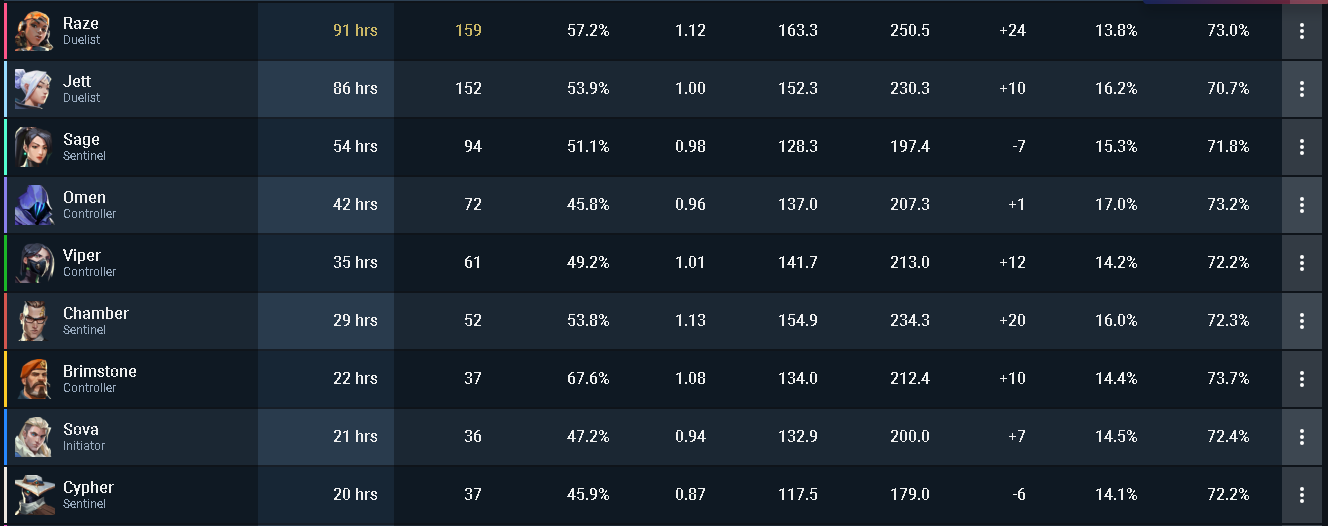 Raze 91 hrs 159 57.2% 1.12 163.3 250.5 +24 13.8% 73.0%
Duelist
Jett 86 hrs 152 53.9% 1.00 152.3 230.3 +10 16.2% 70.7%
Duelist
Sage 54 hrs 94 51.1% 0.98 128.3 197.4 -7 15.3% 71.8%
Sentinel
Omen 42 hrs 72 45.8% 0.96 137.0 207.3 +1 17.0% 73.2%
Controller
Viper 35 hrs 61 49.2% 1.01 141.7 213.0 +12 14.2% 72.2%
Controller
Chamber 29 hrs 52 53.8% 1.13 154.9 234.3 +20 16.0% 72.3%
Sentinel
Brimstone 22 hrs 37 67.6% 1.08 134.0 212.4 +10 14.4% 73.7%
Controller
Sova 21 hrs 36 47.2% 0.94 132.9 200.0 +7 14.5% 72.4%
Initiator
Cypher 20 hrs 37 45.9% 0.87 117.5 179.0 -6 14.1% 72.2%
Sentinel